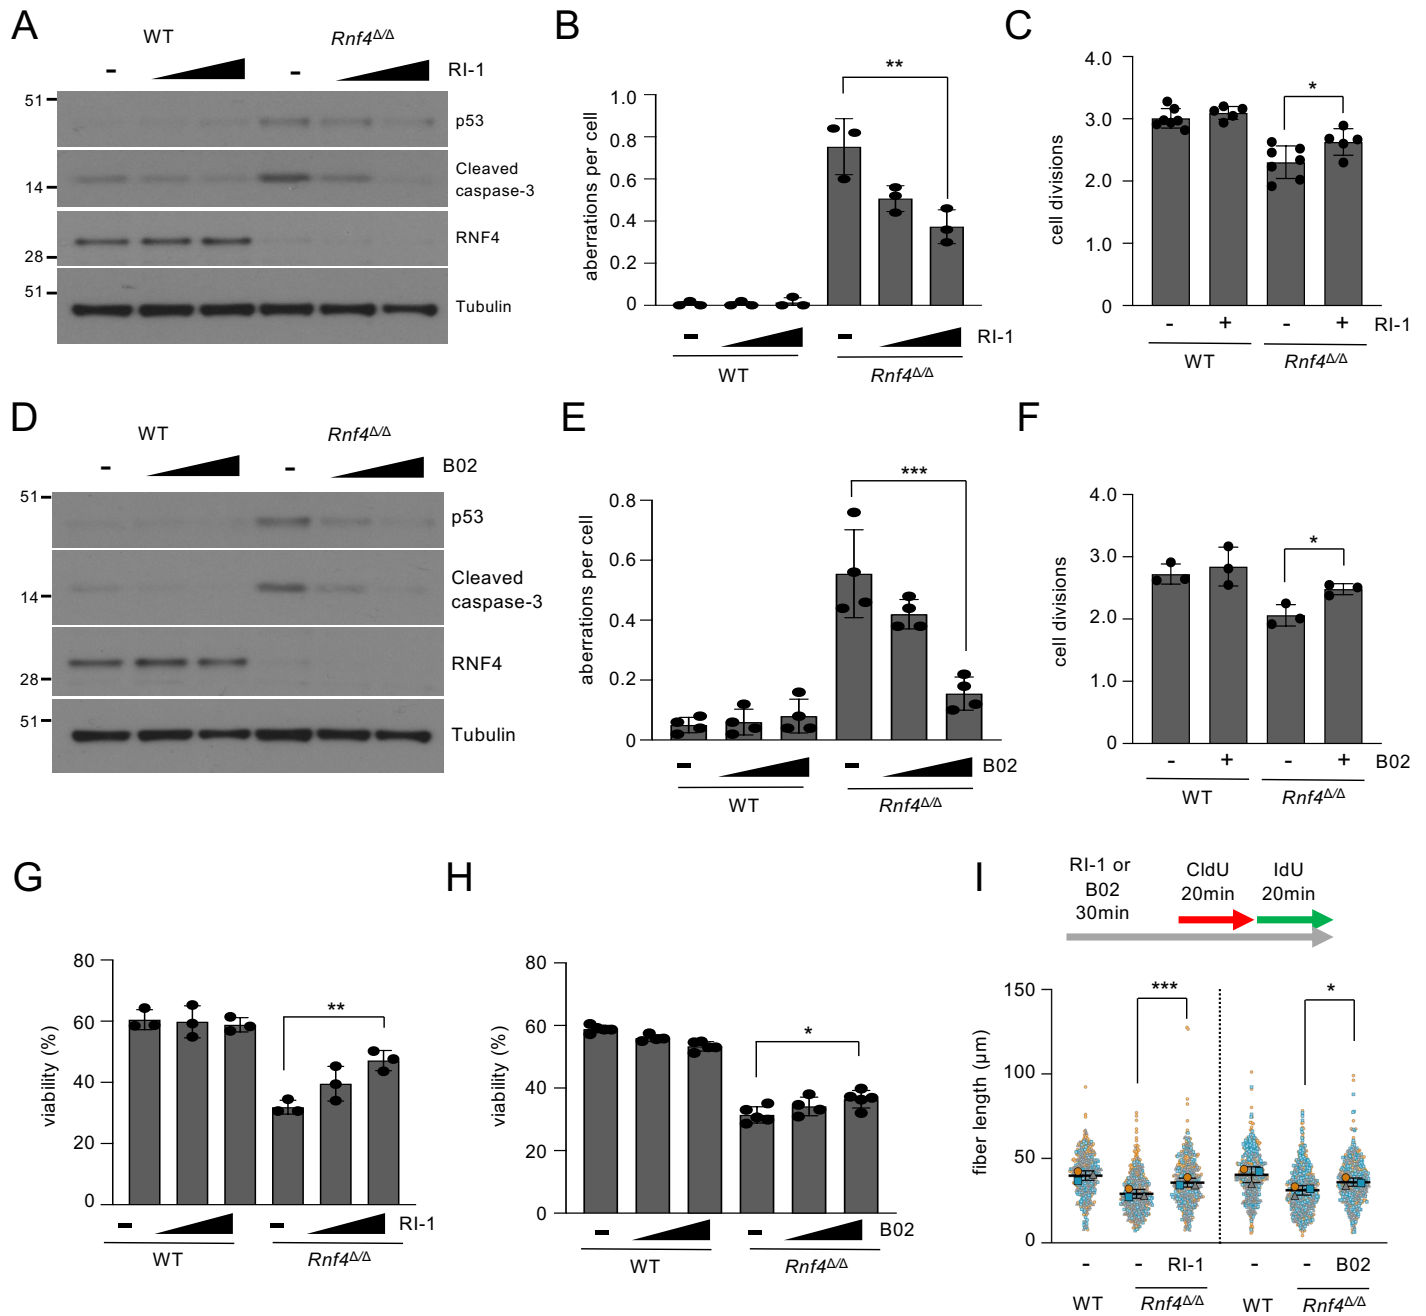 A
WT
Rnf4Δ/Δ
-
-
RI-1
51
p53
Cleaved
caspase-3
14
RNF4
28
51
Tubulin
B
**
1.0
0.8
0.6
0.4
0.2
0
aberrations per cell
-
-
RI-1
WT
Rnf4Δ/Δ
C
*
4.0
3.0
2.0
1.0
0
cell divisions
-
+
-
+
RI-1
WT
Rnf4Δ/Δ
D
WT
Rnf4Δ/Δ
-
-
B02
51
p53
Cleaved
caspase-3
14
RNF4
28
51
Tubulin
E
***
0.8
0.6
0.4
0.2
0
aberrations per cell
-
-
B02
WT
Rnf4Δ/Δ
F
*
4.0
3.0
2.0
1.0
0
cell divisions
-
+
-
+
B02
WT
Rnf4Δ/Δ
G
**
80
60
40
20
0
viability (%)
-
-
RI-1
WT
Rnf4Δ/Δ
H
*
80
60
40
20
0
viability (%)
-
-
B02
WT
Rnf4Δ/Δ
I
RI-1 or
B02
30min
CldU
20min
IdU
20min
***
*
150
100
50
0
fiber length (µm)
-
-
RI-1
-
-
B02
WT
Rnf4Δ/Δ
WT
Rnf4Δ/Δ